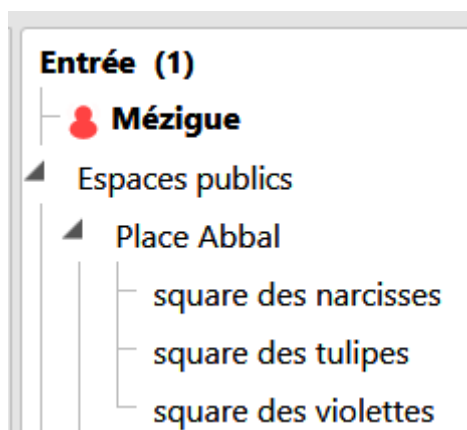 Entrée (1)
Mézigue
Espaces publics
Place Abbal
square des narcisses
square des tulipes
square des violettes